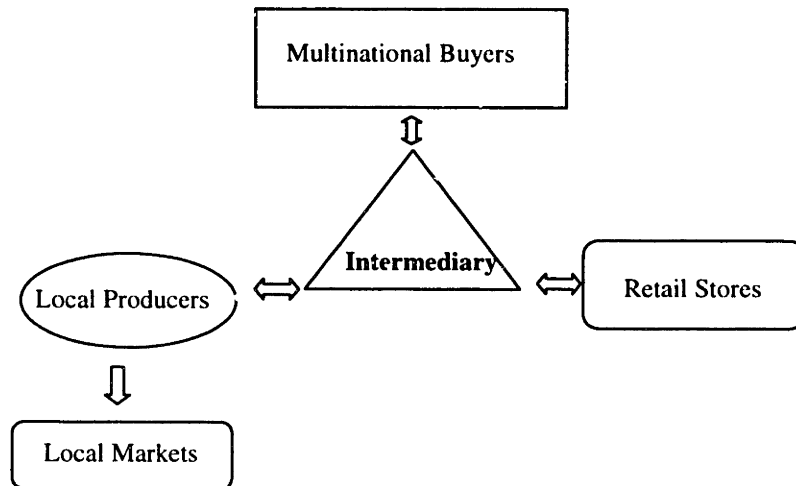 Multinational Buyers
Intermediary
Local Producers
Retail Stores
Local Markets